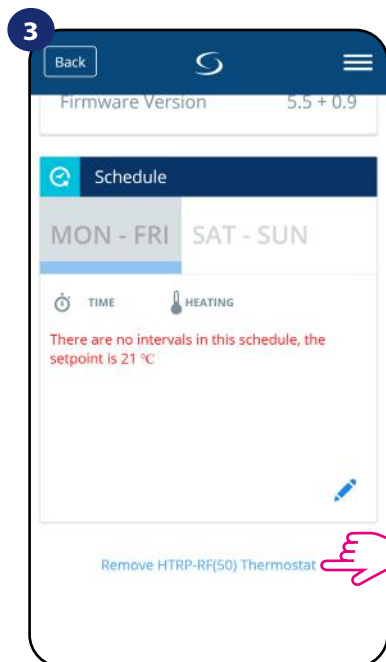 3
Back
Firmware Version 5.5 + 0.9
Schedule
MON - FRI SAT - SUN
TIME HEATING
There are no intervals in this schedule, the
setpoint is 21 °C
Remove HTRP-RF(50) Thermostat